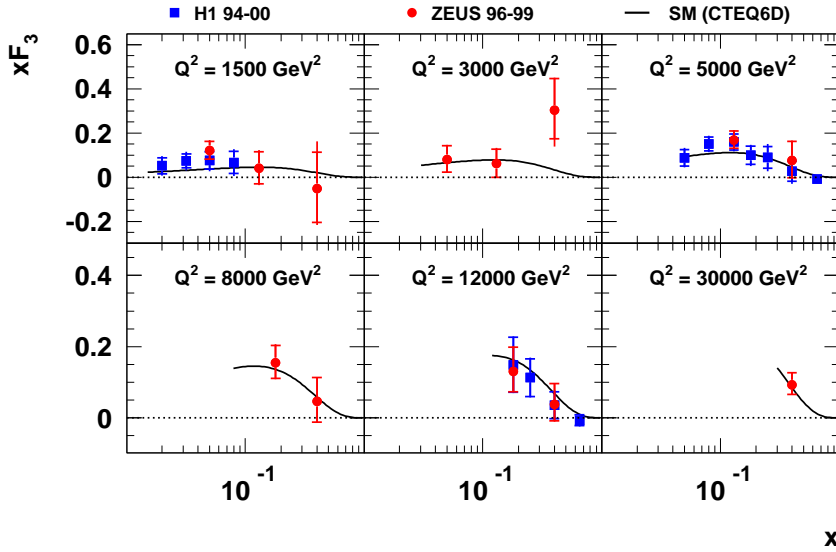 H1 94-00 ZEUS 96-99 SM (CTEQ6D)
xF₃
Q² = 1500 GeV² Q² = 3000 GeV² Q² = 5000 GeV²
0.6
0.4
0.2
0
-0.2
Q² = 8000 GeV² Q² = 12000 GeV² Q² = 30000 GeV²
0.4
0.2
0
10⁻¹ 10⁻¹ 10⁻¹
x